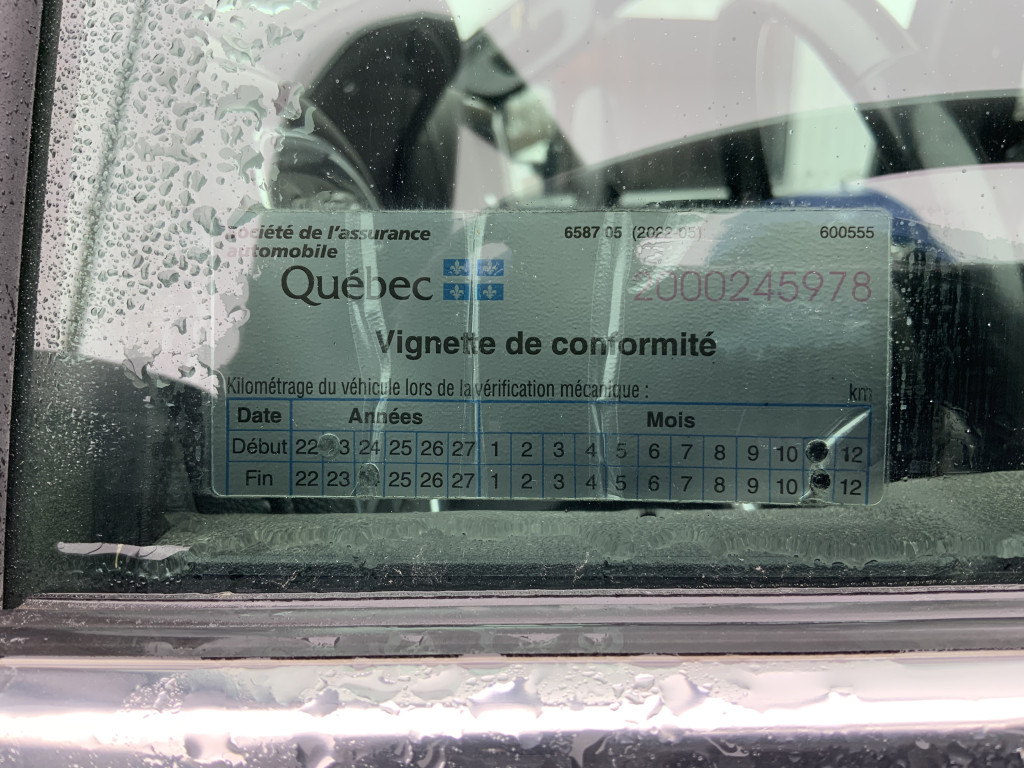 Société de l'assurance
automobile
Québec
6587 05 (2022-05)
600555
2000245978
Vignette de conformité
Kilométrage du véhicule lors de la vérification mécanique : km
Date Années Mois
Début 22 3 24 25 26 27 1 2 3 4 5 6 7 8 9 10 12
Fin 22 23 25 26 27 1 2 3 4 5 6 7 8 9 10 12